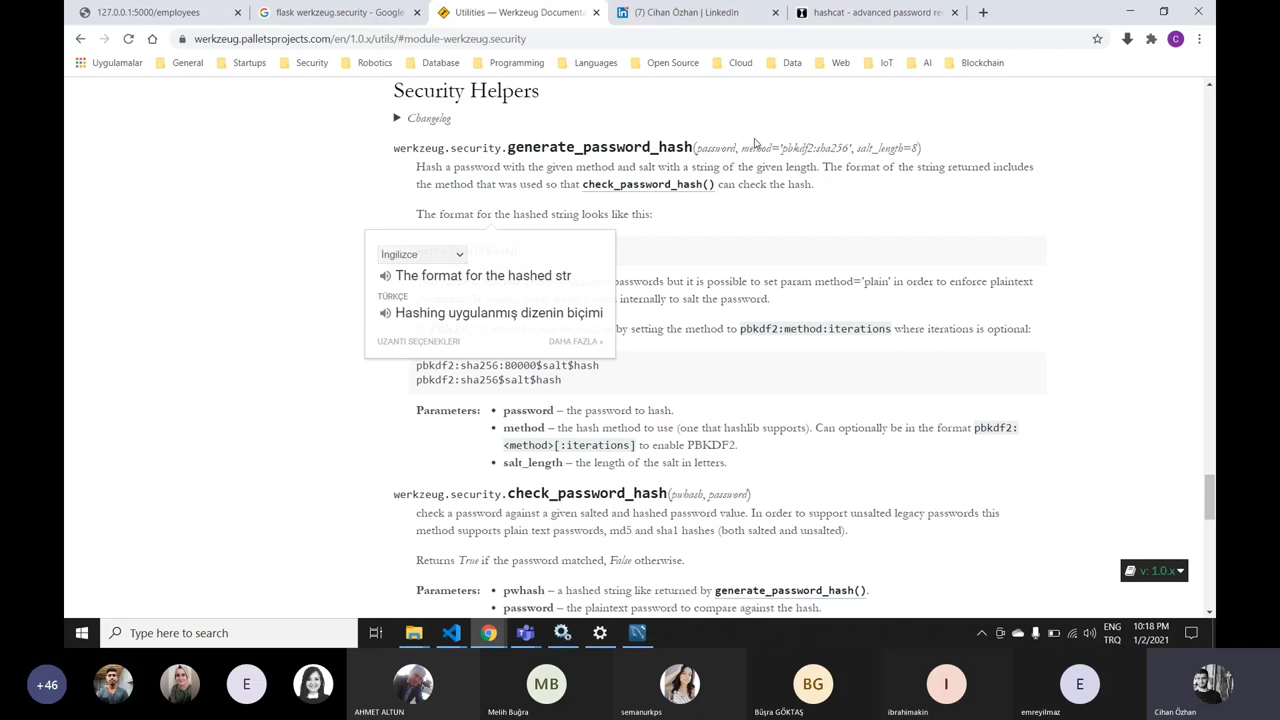 127.0.0.1:5000/employees
flask werkzeug.security - Google
Utilities — Werkzeug Documenta
(7) Cihan Özhan | LinkedIn
hashcat - advanced password re
werkzeug.palletsprojects.com/en/1.0.x/utils/#module-werkzeug.security
C
Uygulamalar General Startups Security Robotics Database Programming Languages Open Source Cloud Data Web IoT AI Blockchain
Security Helpers
Changelog
werkzeug.security.generate_password_hash(password, method='pbkdf2:sha256', salt_length=8)
Hash a password with the given method and salt with a string of the given length. The format of the string returned includes
the method that was used so that check_password_hash() can check the hash.
The format for the hashed string looks like this:
İngilizce
The format for the hashed str
TÜRKÇE
Hashing uygulanmış dizenin biçimi
UZANTI SEÇENEKLERI DAHA FAZLA »
passwords but it is possible to set param method='plain' in order to enforce plaintext
internally to salt the password.
by setting the method to pbkdf2:method:iterations where iterations is optional:
pbkdf2:sha256:80000$salt$hash
pbkdf2:sha256$salt$hash
Parameters: • password – the password to hash.
• method – the hash method to use (one that hashlib supports). Can optionally be in the format pbkdf2:
<method>[:iterations] to enable PBKDF2.
• salt_length – the length of the salt in letters.
werkzeug.security.check_password_hash(pwhash, password)
check a password against a given salted and hashed password value. In order to support unsalted legacy passwords this
method supports plain text passwords, md5 and sha1 hashes (both salted and unsalted).
Returns True if the password matched, False otherwise.
v: 1.0.x
Parameters: • pwhash – a hashed string like returned by generate_password_hash().
• password – the plaintext password to compare against the hash.
Type here to search
ENG
TRQ
10:18 PM
1/2/2021
+46
E
MB
BG
I
E
AHMET ALTUN
Melih Buğra
semanurkps
Büşra GÖKTAŞ
ibrahimakin
emreyilmaz
Cihan Özhan